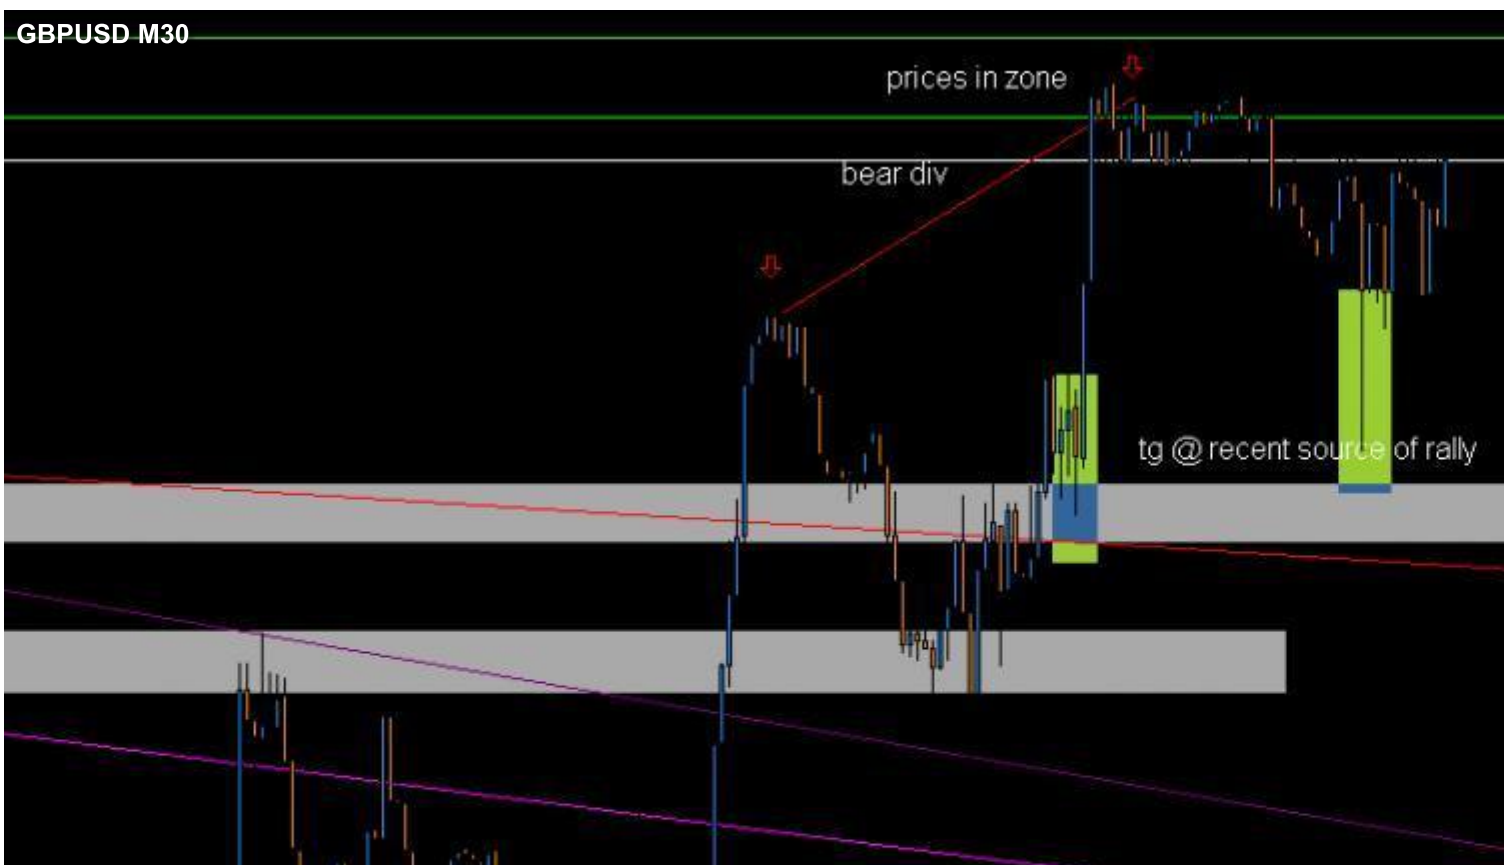 GBPUSD M30
prices in zone
bear div
tg @ recent source of rally